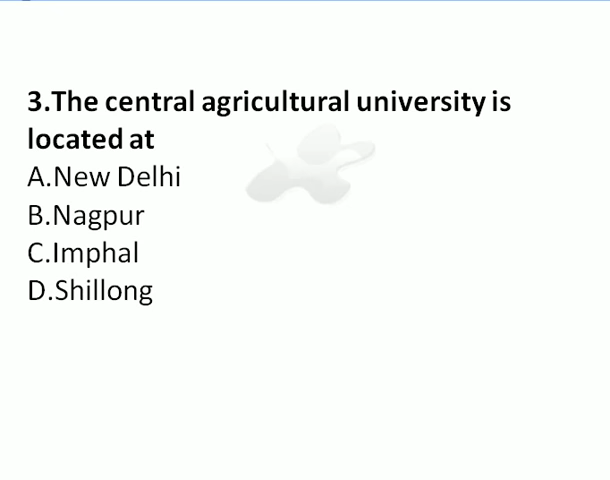 3.The central agricultural university is
located at
A.New Delhi
B.Nagpur
C.Imphal
D.Shillong